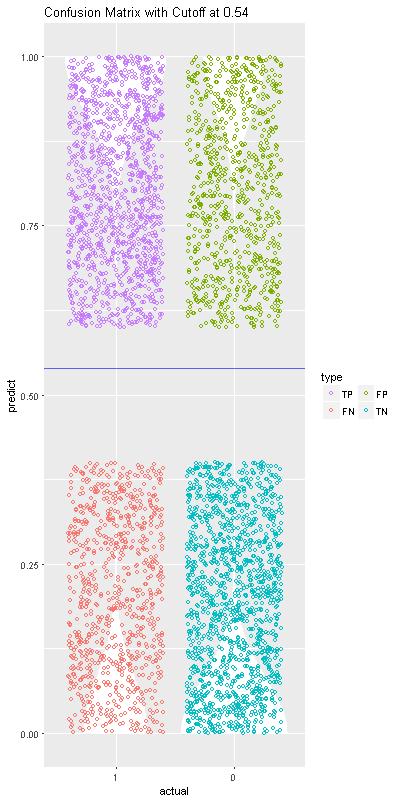 Confusion Matrix with Cutoff at 0.54
1.00
0.75
0.50
0.25
0.00
predict
1 0
actual
type
TP FP
FN TN